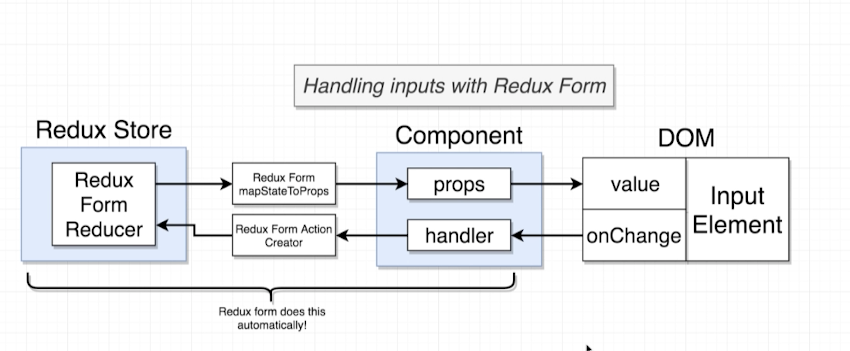 Handling inputs with Redux Form
Redux Store
Component
DOM
Redux
Form
Reducer
Redux Form
mapStateToProps
Redux Form Action
Creator
props
handler
value
onChange
Input
Element
Redux form does this
automatically!